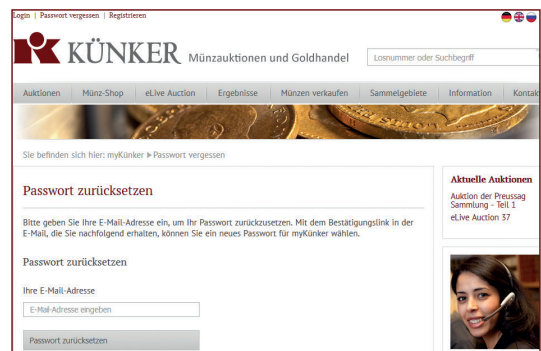 Login | Passwort vergessen | Registrieren
KÜNKER Münzauktionen und Goldhandel
Losnummer oder Suchbegriff
Auktionen Münz-Shop eLive Auction Ergebnisse Münzen verkaufen Sammelgebiete Information Kontak
Sie befinden sich hier: myKünker ▶ Passwort vergessen
Passwort zurücksetzen
Bitte geben Sie Ihre E-Mail-Adresse ein, um Ihr Passwort zurückzusetzen. Mit dem Bestätigungslink in der
E-Mail, die Sie nachfolgend erhalten, können Sie ein neues Passwort für myKünker wählen.
Passwort zurücksetzen
Ihre E-Mail-Adresse
E-Mail-Adresse eingeben
Passwort zurücksetzen
Aktuelle Auktionen
Auktion der Preussag
Sammlung - Teil 1
eLive Auction 37